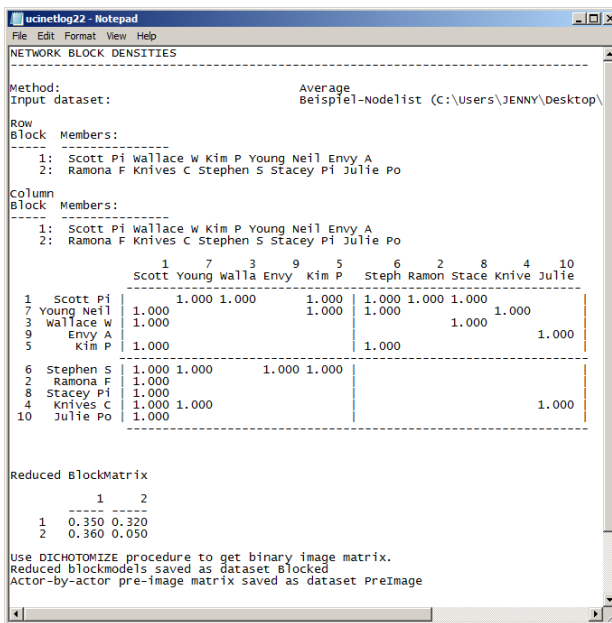 ucinetlog22 - Notepad
File Edit Format View Help
NETWORK BLOCK DENSITIES
--------------------------------------------------------------------------------
Method: Average
Input dataset: Beispiel-Nodelist (C:\Users\JENNY\Desktop\
Row
Block Members:
----- ---------------
1: Scott Pi Wallace W Kim P Young Neil Envy A
2: Ramona F Knives C Stephen S Stacey Pi Julie Po
Column
Block Members:
----- ---------------
1: Scott Pi Wallace W Kim P Young Neil Envy A
2: Ramona F Knives C Stephen S Stacey Pi Julie Po
1 7 3 9 5 6 2 8 4 10
Scott Young Walla Envy Kim P Steph Ramon Stace Knive Julie
-----------------------------------------------------------------
1 Scott Pi | 1.000 1.000 1.000 | 1.000 1.000 1.000 |
7 Young Neil | 1.000 1.000 | 1.000 1.000 |
3 Wallace W | 1.000 | 1.000 |
9 Envy A | | 1.000 |
5 Kim P | 1.000 | 1.000 |
-----------------------------------------------------------------
6 Stephen S | 1.000 1.000 1.000 1.000 | |
2 Ramona F | 1.000 | |
8 Stacey Pi | 1.000 | |
4 Knives C | 1.000 1.000 | 1.000 |
10 Julie Po | 1.000 | |
-----------------------------------------------------------------
Reduced BlockMatrix
1 2
----- -----
1 0.350 0.320
2 0.360 0.050
Use DICHOTOMIZE procedure to get binary image matrix.
Reduced blockmodels saved as dataset Blocked
Actor-by-actor pre-image matrix saved as dataset PreImage